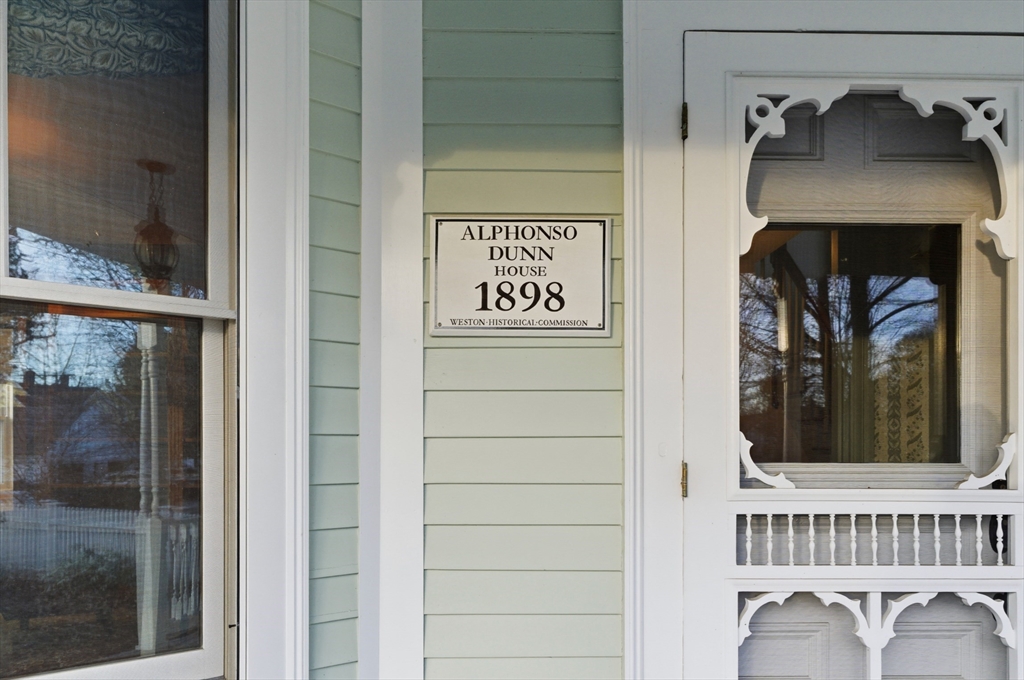 ALPHONSO
DUNN
HOUSE
1898
WESTON·HISTORICAL·COMMISSION